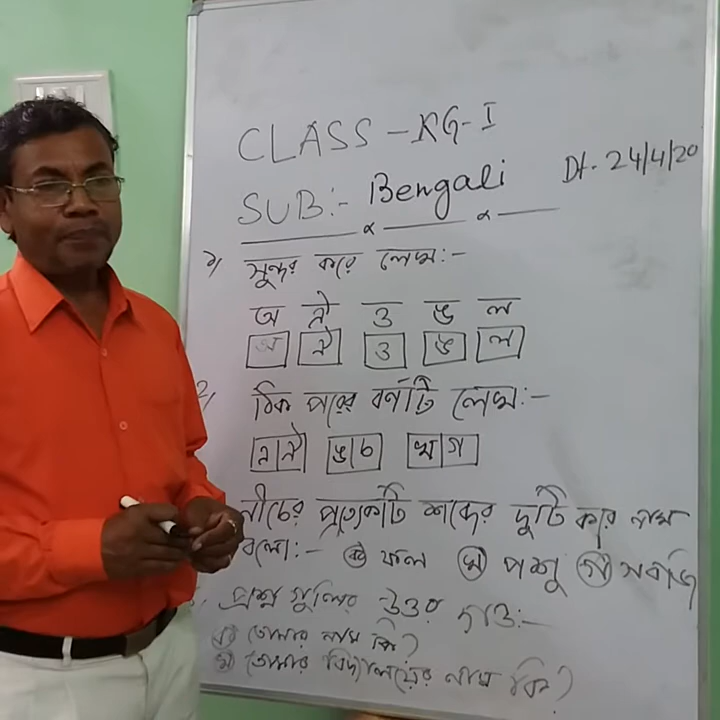 CLASS - KG-I
SUB:- Bengali Dt. 24/4/20
১, সুন্দর করে লেখ:-
অ ঐ ও ঙ ল
অ ঐ ও ঙ ল
২, ঠিক পরের বর্ণটি লেখ:-
এ ঐ ঙ চ খ গ
নীচের প্রত্যেকটি শব্দের দুটি করে নাম
বলো:- ক ফল খ পশু গ সবজি
প্রশ্ন গুলির উত্তর দাও:-
ক তোমার নাম কি?
খ তোমার বিদ্যালয়ের নাম কি?